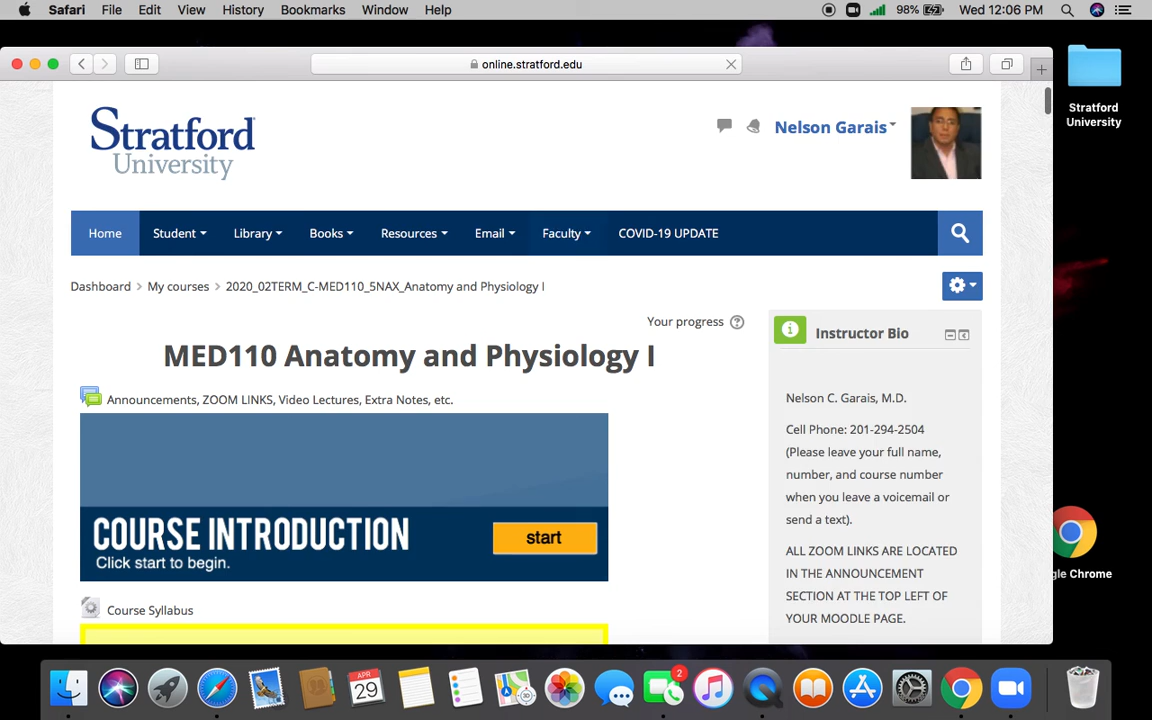 Safari File Edit View History Bookmarks Window Help 98% Wed 12:06 PM
online.stratford.edu
Stratford
University
Stratford
University
Nelson Garais
Home Student Library Books Resources Email Faculty COVID-19 UPDATE
Dashboard My courses 2020_02TERM_C-MED110_5NAX_Anatomy and Physiology I
Your progress
MED110 Anatomy and Physiology I
Announcements, ZOOM LINKS, Video Lectures, Extra Notes, etc.
COURSE INTRODUCTION
Click start to begin.
start
Course Syllabus
Instructor Bio
Nelson C. Garais, M.D.
Cell Phone: 201-294-2504
(Please leave your full name,
number, and course number
when you leave a voicemail or
send a text).
ALL ZOOM LINKS ARE LOCATED
IN THE ANNOUNCEMENT
SECTION AT THE TOP LEFT OF
YOUR MOODLE PAGE.
gle Chrome
APR
29
2